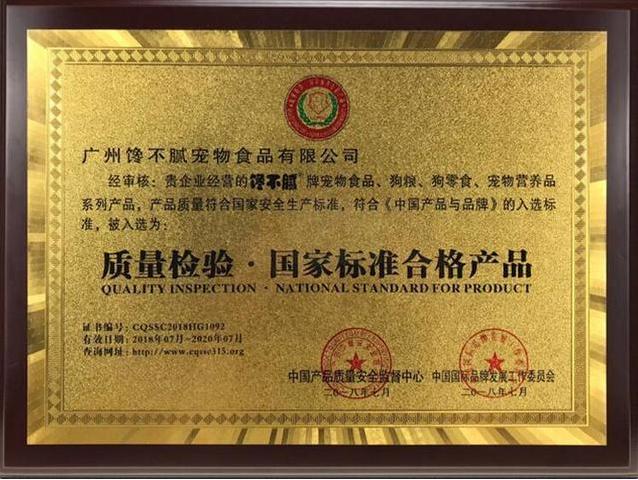 广州馋不腻宠物食品有限公司
经审核：贵企业经营的馋不腻®牌宠物食品、狗粮、狗零食、宠物营养品
系列产品，产品质量符合国家安全生产标准，符合《中国产品与品牌》的入选标
准，被入选为：
质量检验·国家标准合格产品
QUALITY INSPECTION · NATIONAL STANDARD FOR PRODUCT
证书编号：CQSSC2018HG1092
有效日期：2018年07月-2020年07月
查询网址：http://www.cqssc315.org
中国产品质量安全监督中心 中国国际品牌发展工作委员会
二〇一八年七月 二〇一八年七月